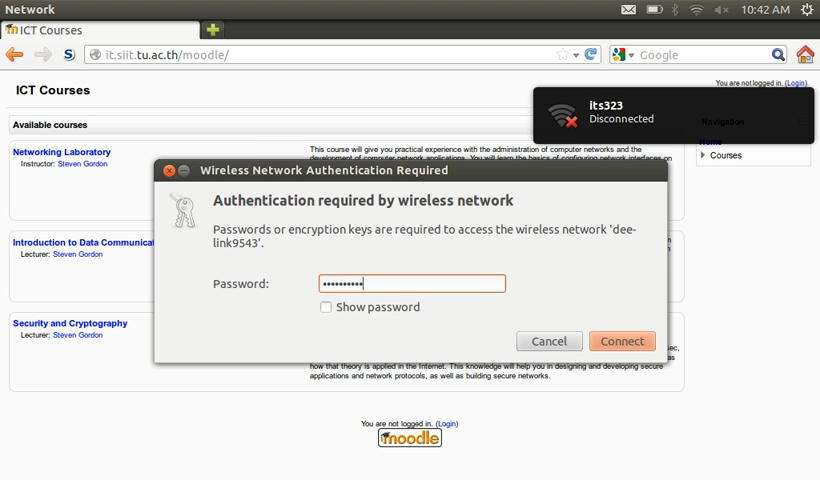 Network
10:42 AM
ICT Courses
it.siit.tu.ac.th/moodle/
Google
You are not logged in. (Login)
ICT Courses
its323
Disconnected
Available courses
Navigation
Home
Courses
Networking Laboratory
Instructor: Steven Gordon
This course will give you practical experience with the administration of computer networks and the
development of computer network applications. You will learn the basics of configuring network interfaces on
Wireless Network Authentication Required
Authentication required by wireless network
Passwords or encryption keys are required to access the wireless network 'dee-
link9543'.
Introduction to Data Communicat
Lecturer: Steven Gordon
Password:
Show password
Security and Cryptography
Lecturer: Steven Gordon
Cancel
Connect
how that theory is applied in the Internet. This knowledge will help you in designing and developing secure
applications and network protocols, as well as building secure networks.
You are not logged in. (Login)
moodle